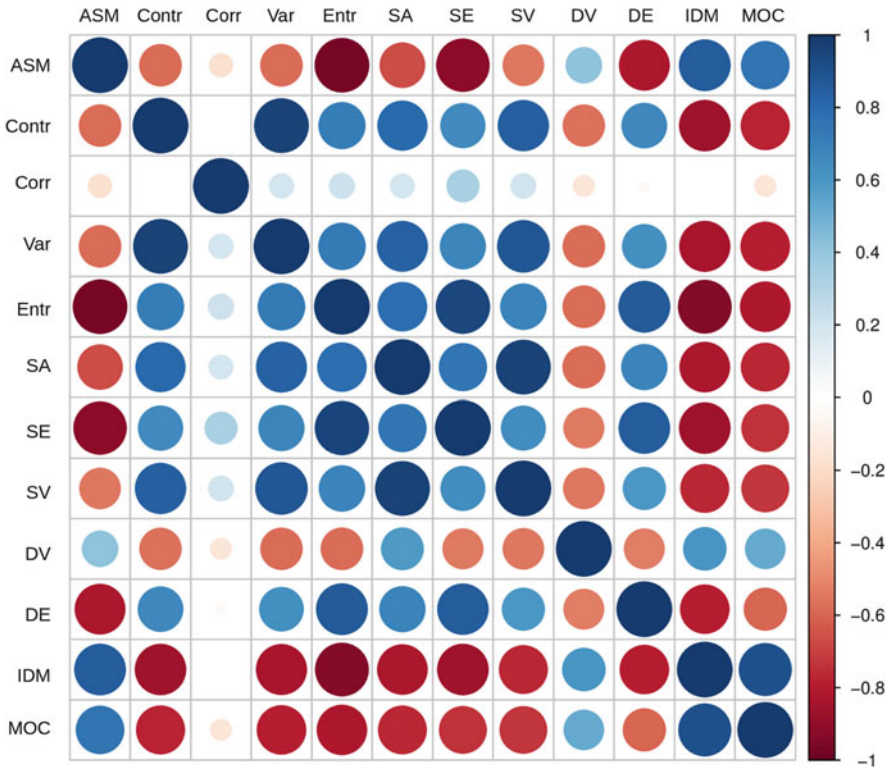 ASM Contr Corr Var Entr SA SE SV DV DE IDM MOC
ASM
Contr
Corr
Var
Entr
SA
SE
SV
DV
DE
IDM
MOC
1
0.8
0.6
0.4
0.2
0
−0.2
−0.4
−0.6
−0.8
−1